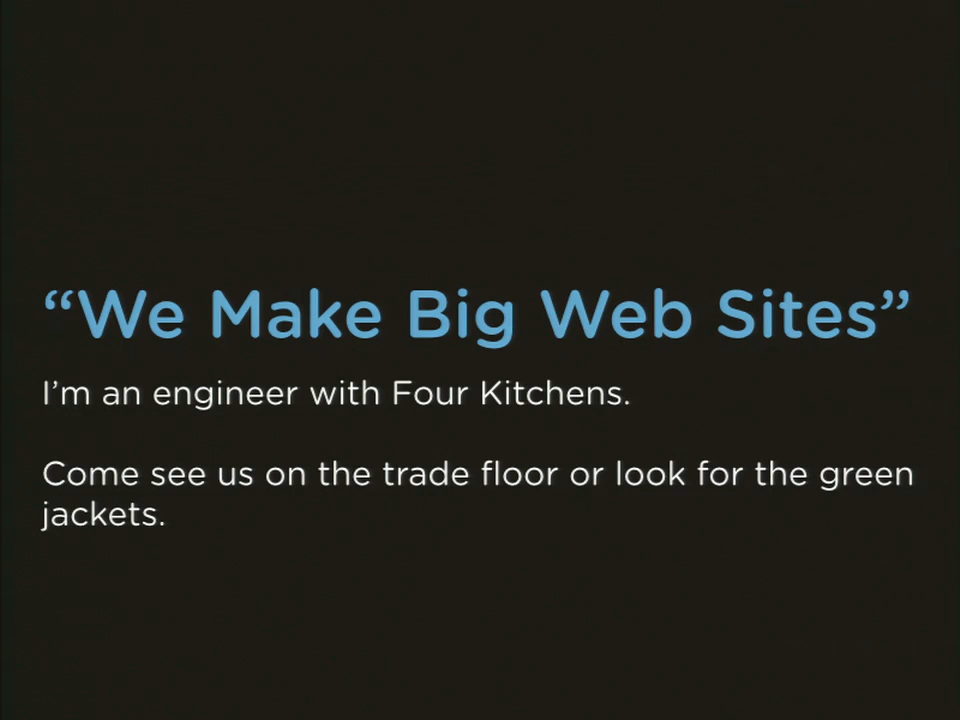 “We Make Big Web Sites”
I’m an engineer with Four Kitchens.
Come see us on the trade floor or look for the green
jackets.